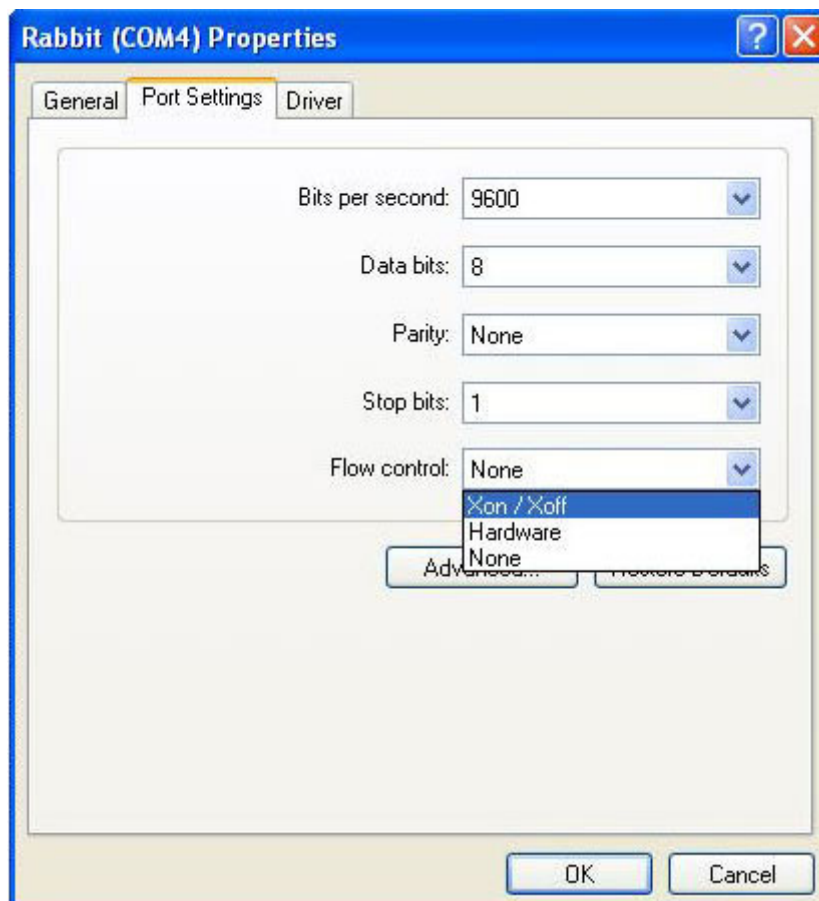 Rabbit (COM4) Properties
General Port Settings Driver
Bits per second: 9600
Data bits: 8
Parity: None
Stop bits: 1
Flow control: None
Xon / Xoff
Hardware
None
OK Cancel